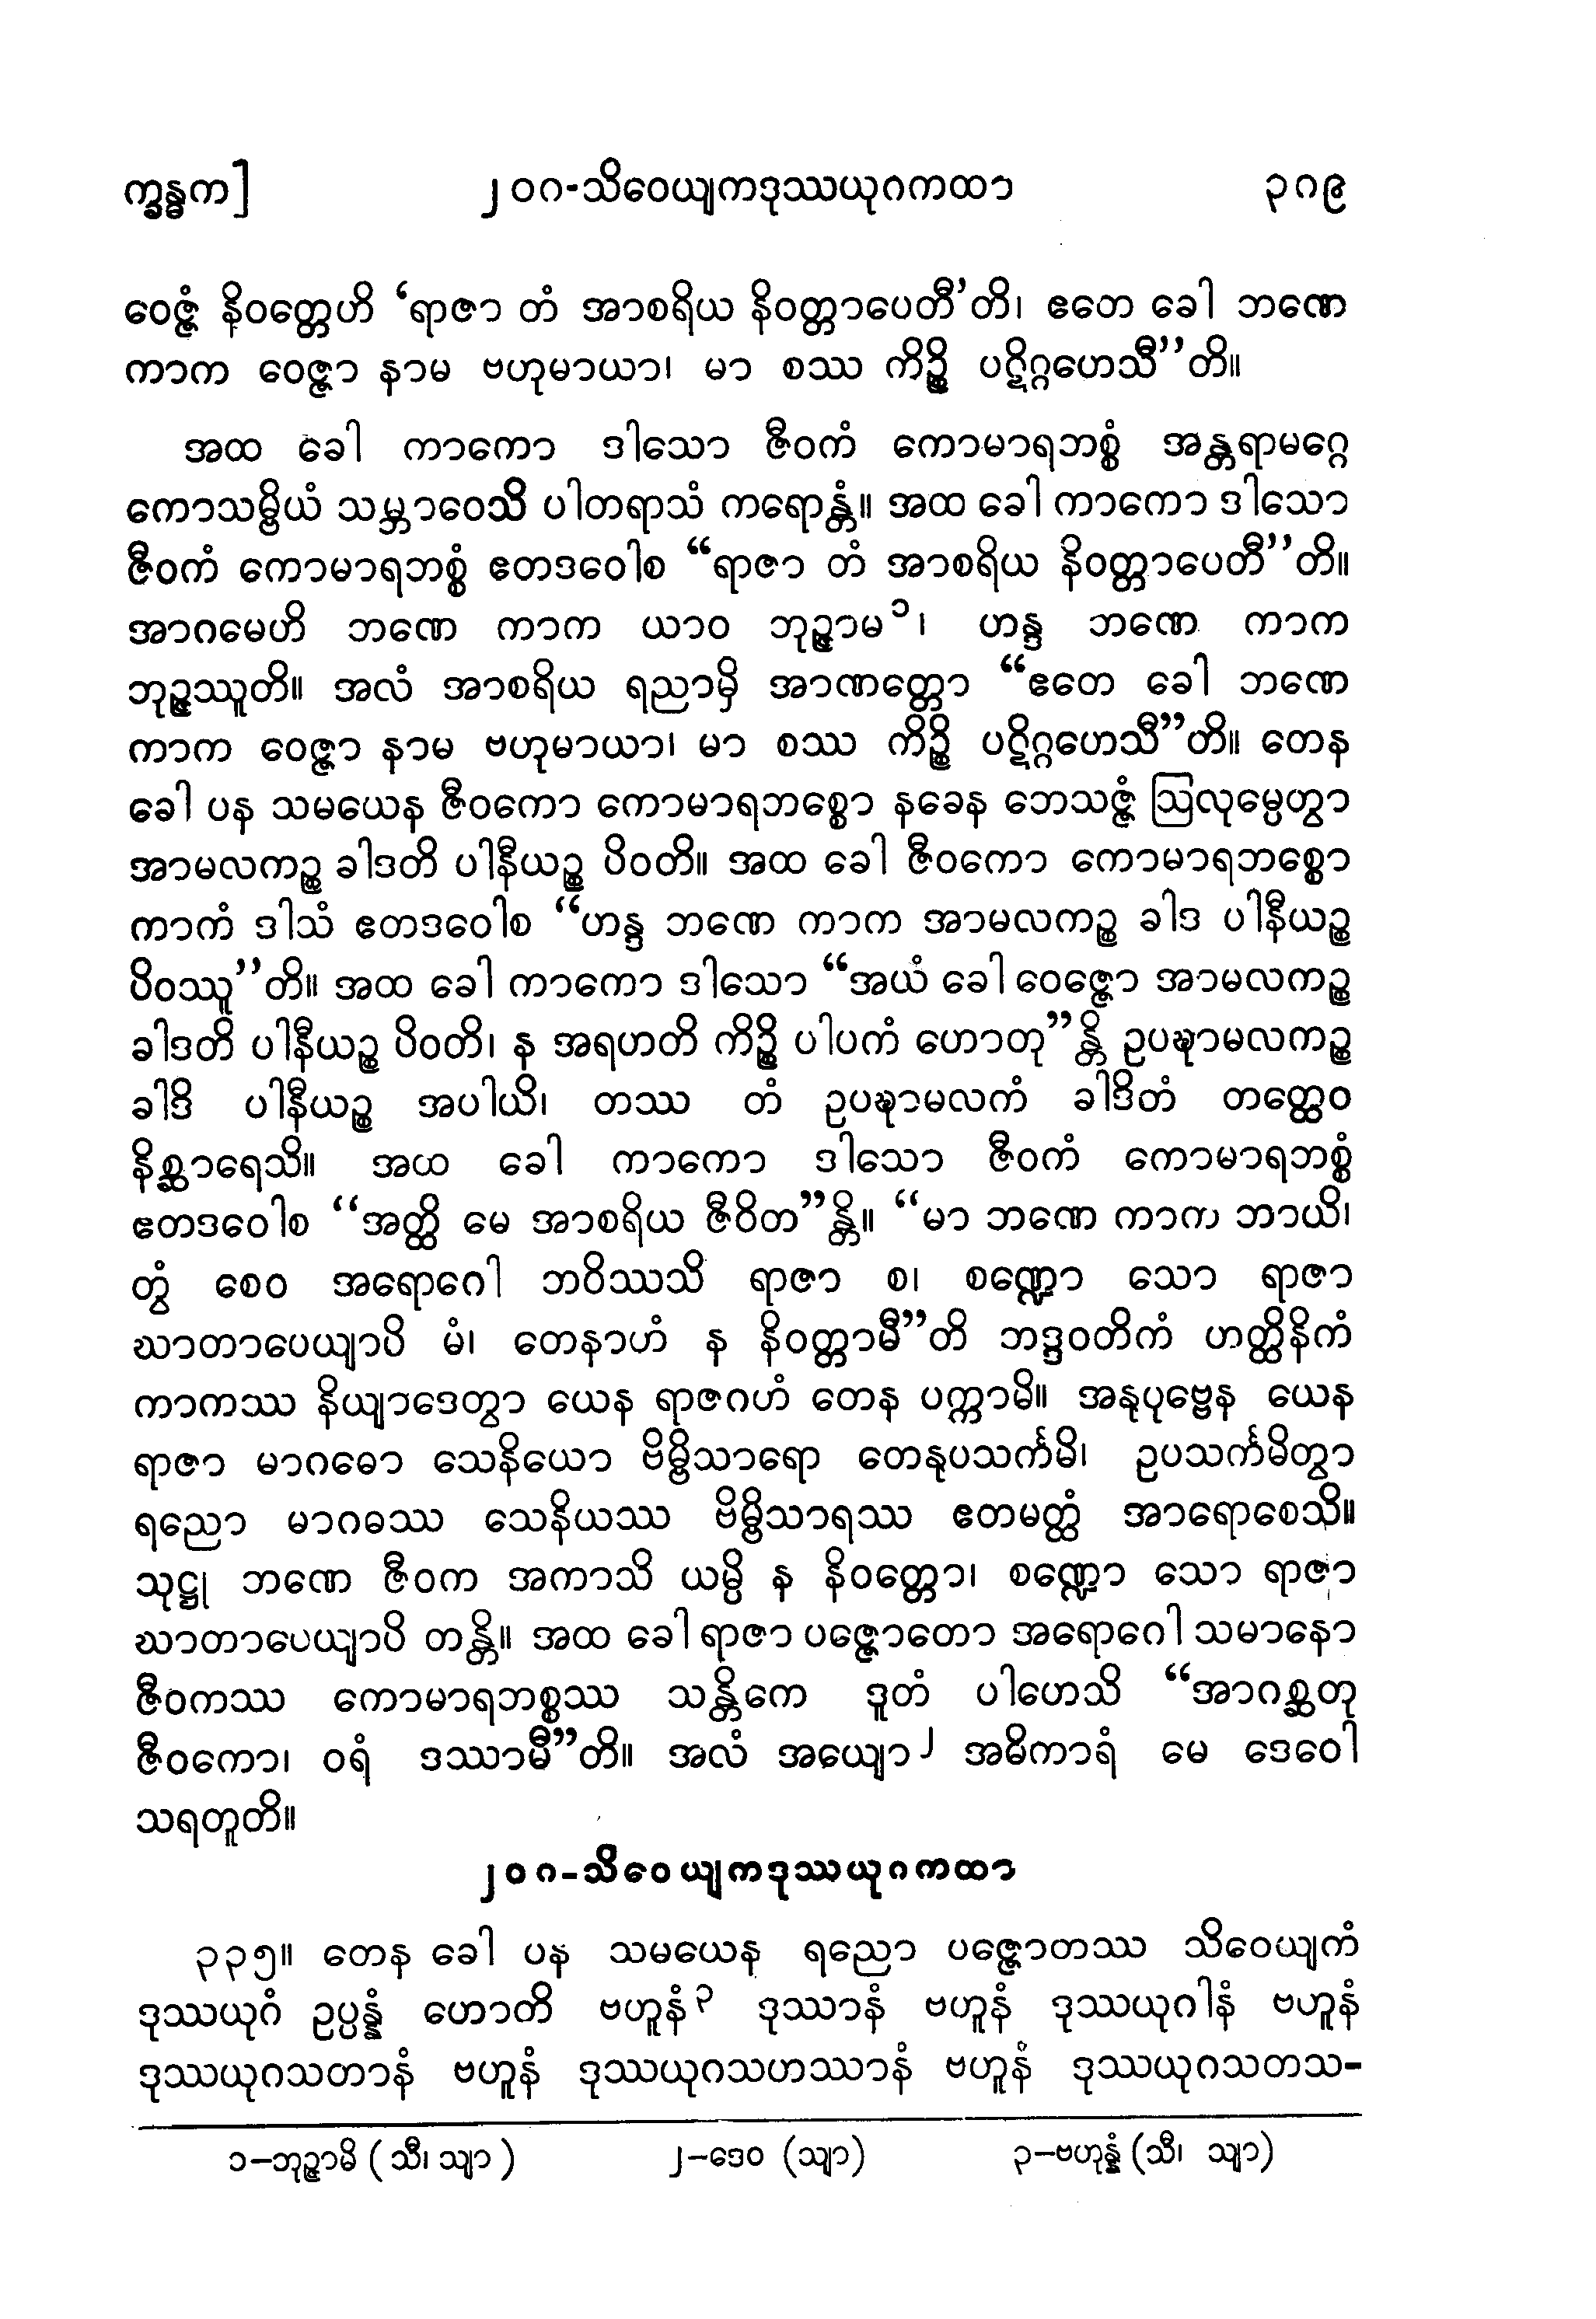 က္ခန္ဓက] ၂၀၈-သိဝေယျကဒုဿယုဂကထာ ၃၈၉
ဝေဇ္ဇံ နိဝတ္တေဟိ ‘ရာဇာ တံ အာစရိယ နိဝတ္တာပေတီ’တိ၊ ဧတေ ခေါ ဘဏေ
ကာက ဝေဇ္ဇာ နာမ ဗဟုမာယာ၊ မာ စဿ ကိဉ္စိ ပဋိဂ္ဂဟေသီ”တိ။
အထ ခေါ ကာကော ဒါသော ဇီဝကံ ကောမာရဘစ္စံ အန္တရာမဂ္ဂေ
ကောသမ္ဗိယံ သမ္ဘာဝေသိ ပါတရာသံ ကရောန္တံ။ အထ ခေါ ကာကော ဒါသော
ဇီဝကံ ကောမာရဘစ္စံ ဧတဒဝေါစ “ရာဇာ တံ အာစရိယ နိဝတ္တာပေတီ”တိ။
အာဂမေဟိ ဘဏေ ကာက ယာဝ ဘုဉ္ဇာမ၁၊ ဟန္ဒ ဘဏေ ကာက
ဘုဉ္ဇဿူတိ။ အလံ အာစရိယ ရညာမှိ အာဏတ္တော “ဧတေ ခေါ ဘဏေ
ကာက ဝေဇ္ဇာ နာမ ဗဟုမာယာ၊ မာ စဿ ကိဉ္စိ ပဋိဂ္ဂဟေသီ”တိ။ တေန
ခေါ ပန သမယေန ဇီဝကော ကောမာရဘစ္စော နခေန ဘေသဇ္ဇံ ဩလုမ္ပေတွာ
အာမလကဉ္စ ခါဒတိ ပါနီယဉ္စ ပိဝတိ။ အထ ခေါ ဇီဝကော ကောမာရဘစ္စော
ကာကံ ဒါသံ ဧတဒဝေါစ “ဟန္ဒ ဘဏေ ကာက အာမလကဉ္စ ခါဒ ပါနီယဉ္စ
ပိဝဿူ”တိ။ အထ ခေါ ကာကော ဒါသော “အယံ ခေါ ဝေဇ္ဇော အာမလကဉ္စ
ခါဒတိ ပါနီယဉ္စ ပိဝတိ၊ န အရဟတိ ကိဉ္စိ ပါပကံ ဟောတု”န္တိ ဥပဍ္ဎာမလကဉ္စ
ခါဒိ ပါနီယဉ္စ အပါယိ၊ တဿ တံ ဥပဍ္ဎာမလကံ ခါဒိတံ တတ္ထေဝ
နိစ္ဆာရေသိ။ အထ ခေါ ကာကော ဒါသော ဇီဝကံ ကောမာရဘစ္စံ
ဧတဒဝေါစ “အတ္ထိ မေ အာစရိယ ဇီဝိတ”န္တိ။ “မာ ဘဏေ ကာက ဘာယိ၊
တွံ စေဝ အရောဂေါ ဘဝိဿသိ ရာဇာ စ၊ စဏ္ဍော သော ရာဇာ
ဃာတာပေယျာပိ မံ၊ တေနာဟံ န နိဝတ္တာမီ”တိ ဘဒ္ဒဝတိကံ ဟတ္ထိနိကံ
ကာကဿ နိယျာဒေတွာ ယေန ရာဇဂဟံ တေန ပက္ကာမိ။ အနုပုဗ္ဗေန ယေန
ရာဇာ မာဂဓော သေနိယော ဗိမ္ဗိသာရော တေနုပသင်္ကမိ၊ ဥပသင်္ကမိတွာ
ရညော မာဂဓဿ သေနိယဿ ဗိမ္ဗိသာရဿ ဧတမတ္ထံ အာရောစေသိ။
သုဋ္ဌု ဘဏေ ဇီဝက အကာသိ ယမ္ပိ န နိဝတ္တော၊ စဏ္ဍော သော ရာဇာ
ဃာတာပေယျာပိ တန္တိ။ အထ ခေါ ရာဇာ ပဇ္ဇောတော အရောဂေါ သမာနော
ဇီဝကဿ ကောမာရဘစ္စဿ သန္တိကေ ဒူတံ ပါဟေသိ “အာဂစ္ဆတု
ဇီဝကော၊ ဝရံ ဒဿာမီ”တိ။ အလံ အယျော၂ အဓိကာရံ မေ ဒေဝေါ
သရတူတိ။
၂၀၈-သိဝေယျကဒုဿယုဂကထာ
၃၃၅။ တေန ခေါ ပန သမယေန ရညော ပဇ္ဇောတဿ သိဝေယျကံ
ဒုဿယုဂံ ဥပ္ပန္နံ ဟောတိ ဗဟူနံ၃ ဒုဿာနံ ဗဟူနံ ဒုဿယုဂါနံ ဗဟူနံ
ဒုဿယုဂသတာနံ ဗဟူနံ ဒုဿယုဂသဟဿာနံ ဗဟူနံ ဒုဿယုဂသတသ-
၁-ဘုဉ္ဇာမိ (သီ၊ သျာ) ၂-ဒေဝ (သျာ) ၃-ဗဟုန္နံ (သီ၊ သျာ)